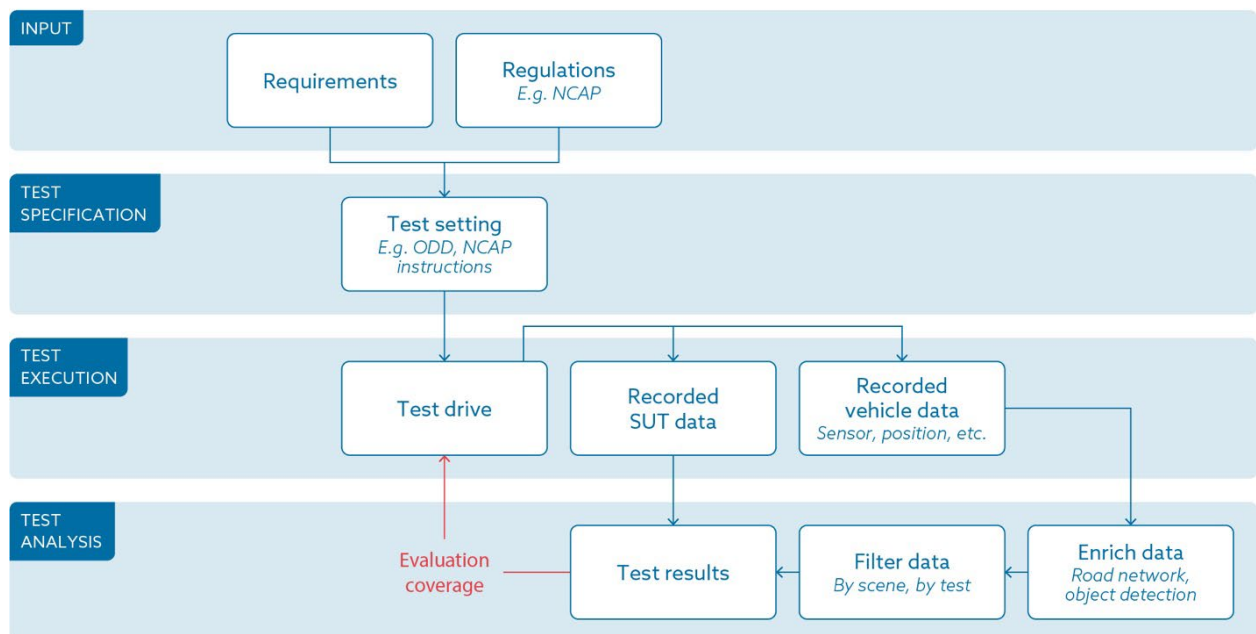 INPUT
Requirements
Regulations
E.g. NCAP
TEST
SPECIFICATION
Test setting
E.g. ODD, NCAP
instructions
TEST
EXECUTION
Test drive
Recorded
SUT data
Recorded
vehicle data
Sensor, position, etc.
TEST
ANALYSIS
Evaluation
coverage
Test results
Filter data
By scene, by test
Enrich data
Road network,
object detection